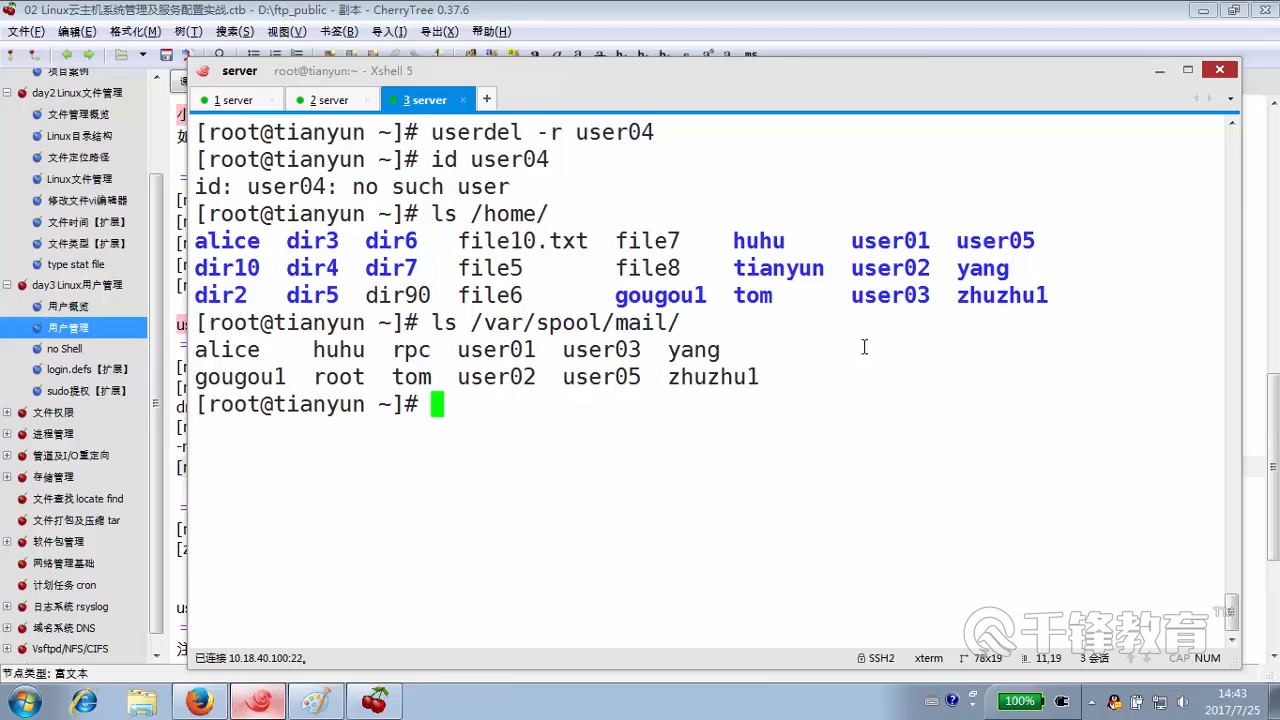 02 Linux云主机系统管理及服务配置实战.ctb - D:\ftp_public - 副本 - CherryTree 0.37.6
文件(F) 编辑(E) 格式化(M) 树(T) 搜索(S) 视图(V) 书签(B) 导入(I) 导出(U) 帮助(H)
项目案例
day2 Linux文件管理
文件管理概览
Linux目录结构
文件定位路径
Linux文件管理
修改文件vi编辑器
文件时间【扩展】
文件类型【扩展】
type stat file
day3 Linux用户管理
用户概览
用户管理
no Shell
login.defs【扩展】
sudo提权【扩展】
文件权限
进程管理
管道及I/O重定向
存储管理
文件查找 locate find
文件打包及压缩 tar
软件包管理
网络管理基础
计划任务 cron
日志系统 rsyslog
域名系统 DNS
Vsftpd/NFS/CIFS
节点类型: 富文本
server root@tianyun:~ - Xshell 5
1 server 2 server 3 server +
[root@tianyun ~]# userdel -r user04
[root@tianyun ~]# id user04
id: user04: no such user
[root@tianyun ~]# ls /home/
alice dir3 dir6 file10.txt file7 huhu user01 user05
dir10 dir4 dir7 file5 file8 tianyun user02 yang
dir2 dir5 dir90 file6 gougou1 tom user03 zhuzhu1
[root@tianyun ~]# ls /var/spool/mail/
alice huhu rpc user01 user03 yang
gougou1 root tom user02 user05 zhuzhu1
[root@tianyun ~]#
千锋教育
已连接 10.18.40.100:22。 SSH2 xterm 78x19 11,19 3 会话 CAP NUM
100%
14:43
2017/7/25